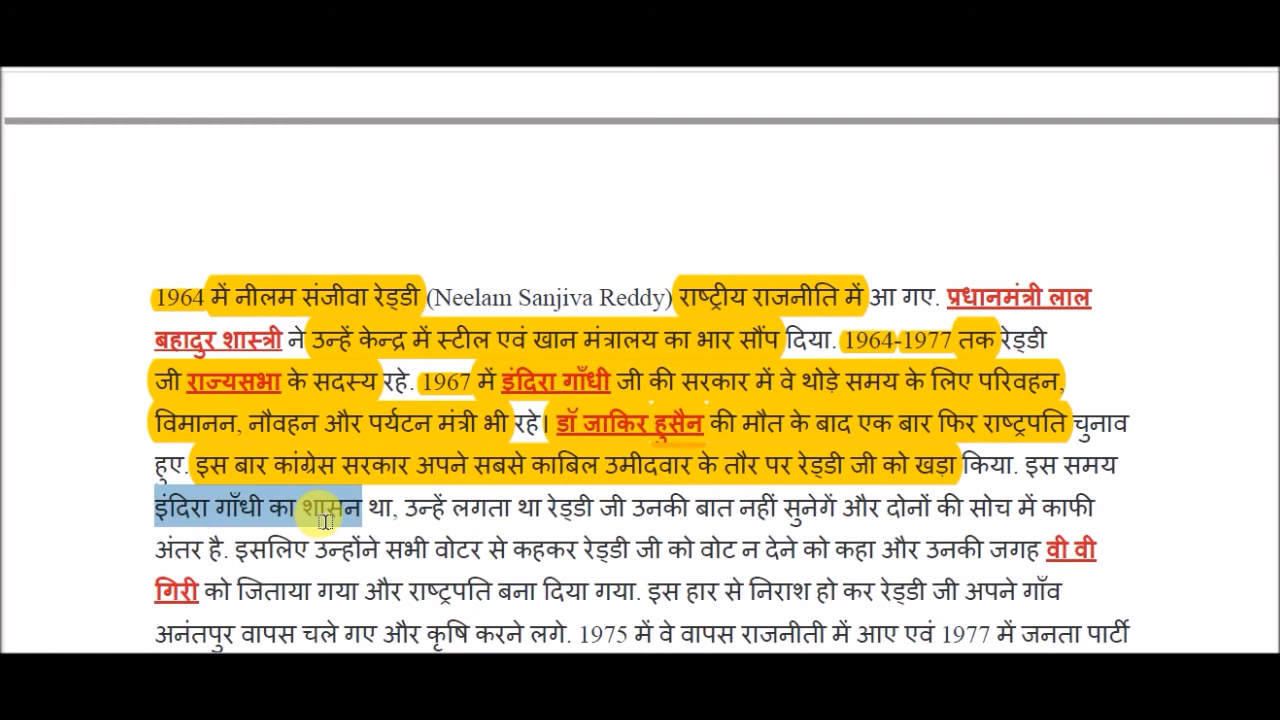 1964 में नीलम संजीवा रेड्डी (Neelam Sanjiva Reddy) राष्ट्रीय राजनीति में आ गए. प्रधानमंत्री लाल
बहादुर शास्त्री ने उन्हें केन्द्र में स्टील एवं खान मंत्रालय का भार सौंप दिया. 1964-1977 तक रेड्डी
जी राज्यसभा के सदस्य रहे. 1967 में इंदिरा गाँधी जी की सरकार में वे थोड़े समय के लिए परिवहन,
विमानन, नौवहन और पर्यटन मंत्री भी रहे। डॉ जाकिर हुसैन की मौत के बाद एक बार फिर राष्ट्रपति चुनाव
हुए. इस बार कांग्रेस सरकार अपने सबसे काबिल उमीदवार के तौर पर रेड्डी जी को खड़ा किया. इस समय
इंदिरा गाँधी का शासन था, उन्हें लगता था रेड्डी जी उनकी बात नहीं सुनेगें और दोनों की सोच में काफी
अंतर है. इसलिए उन्होंने सभी वोटर से कहकर रेड्डी जी को वोट न देने को कहा और उनकी जगह वी वी
गिरी को जिताया गया और राष्ट्रपति बना दिया गया. इस हार से निराश हो कर रेड्डी जी अपने गाँव
अनंतपुर वापस चले गए और कृषि करने लगे. 1975 में वे वापस राजनीती में आए एवं 1977 में जनता पार्टी